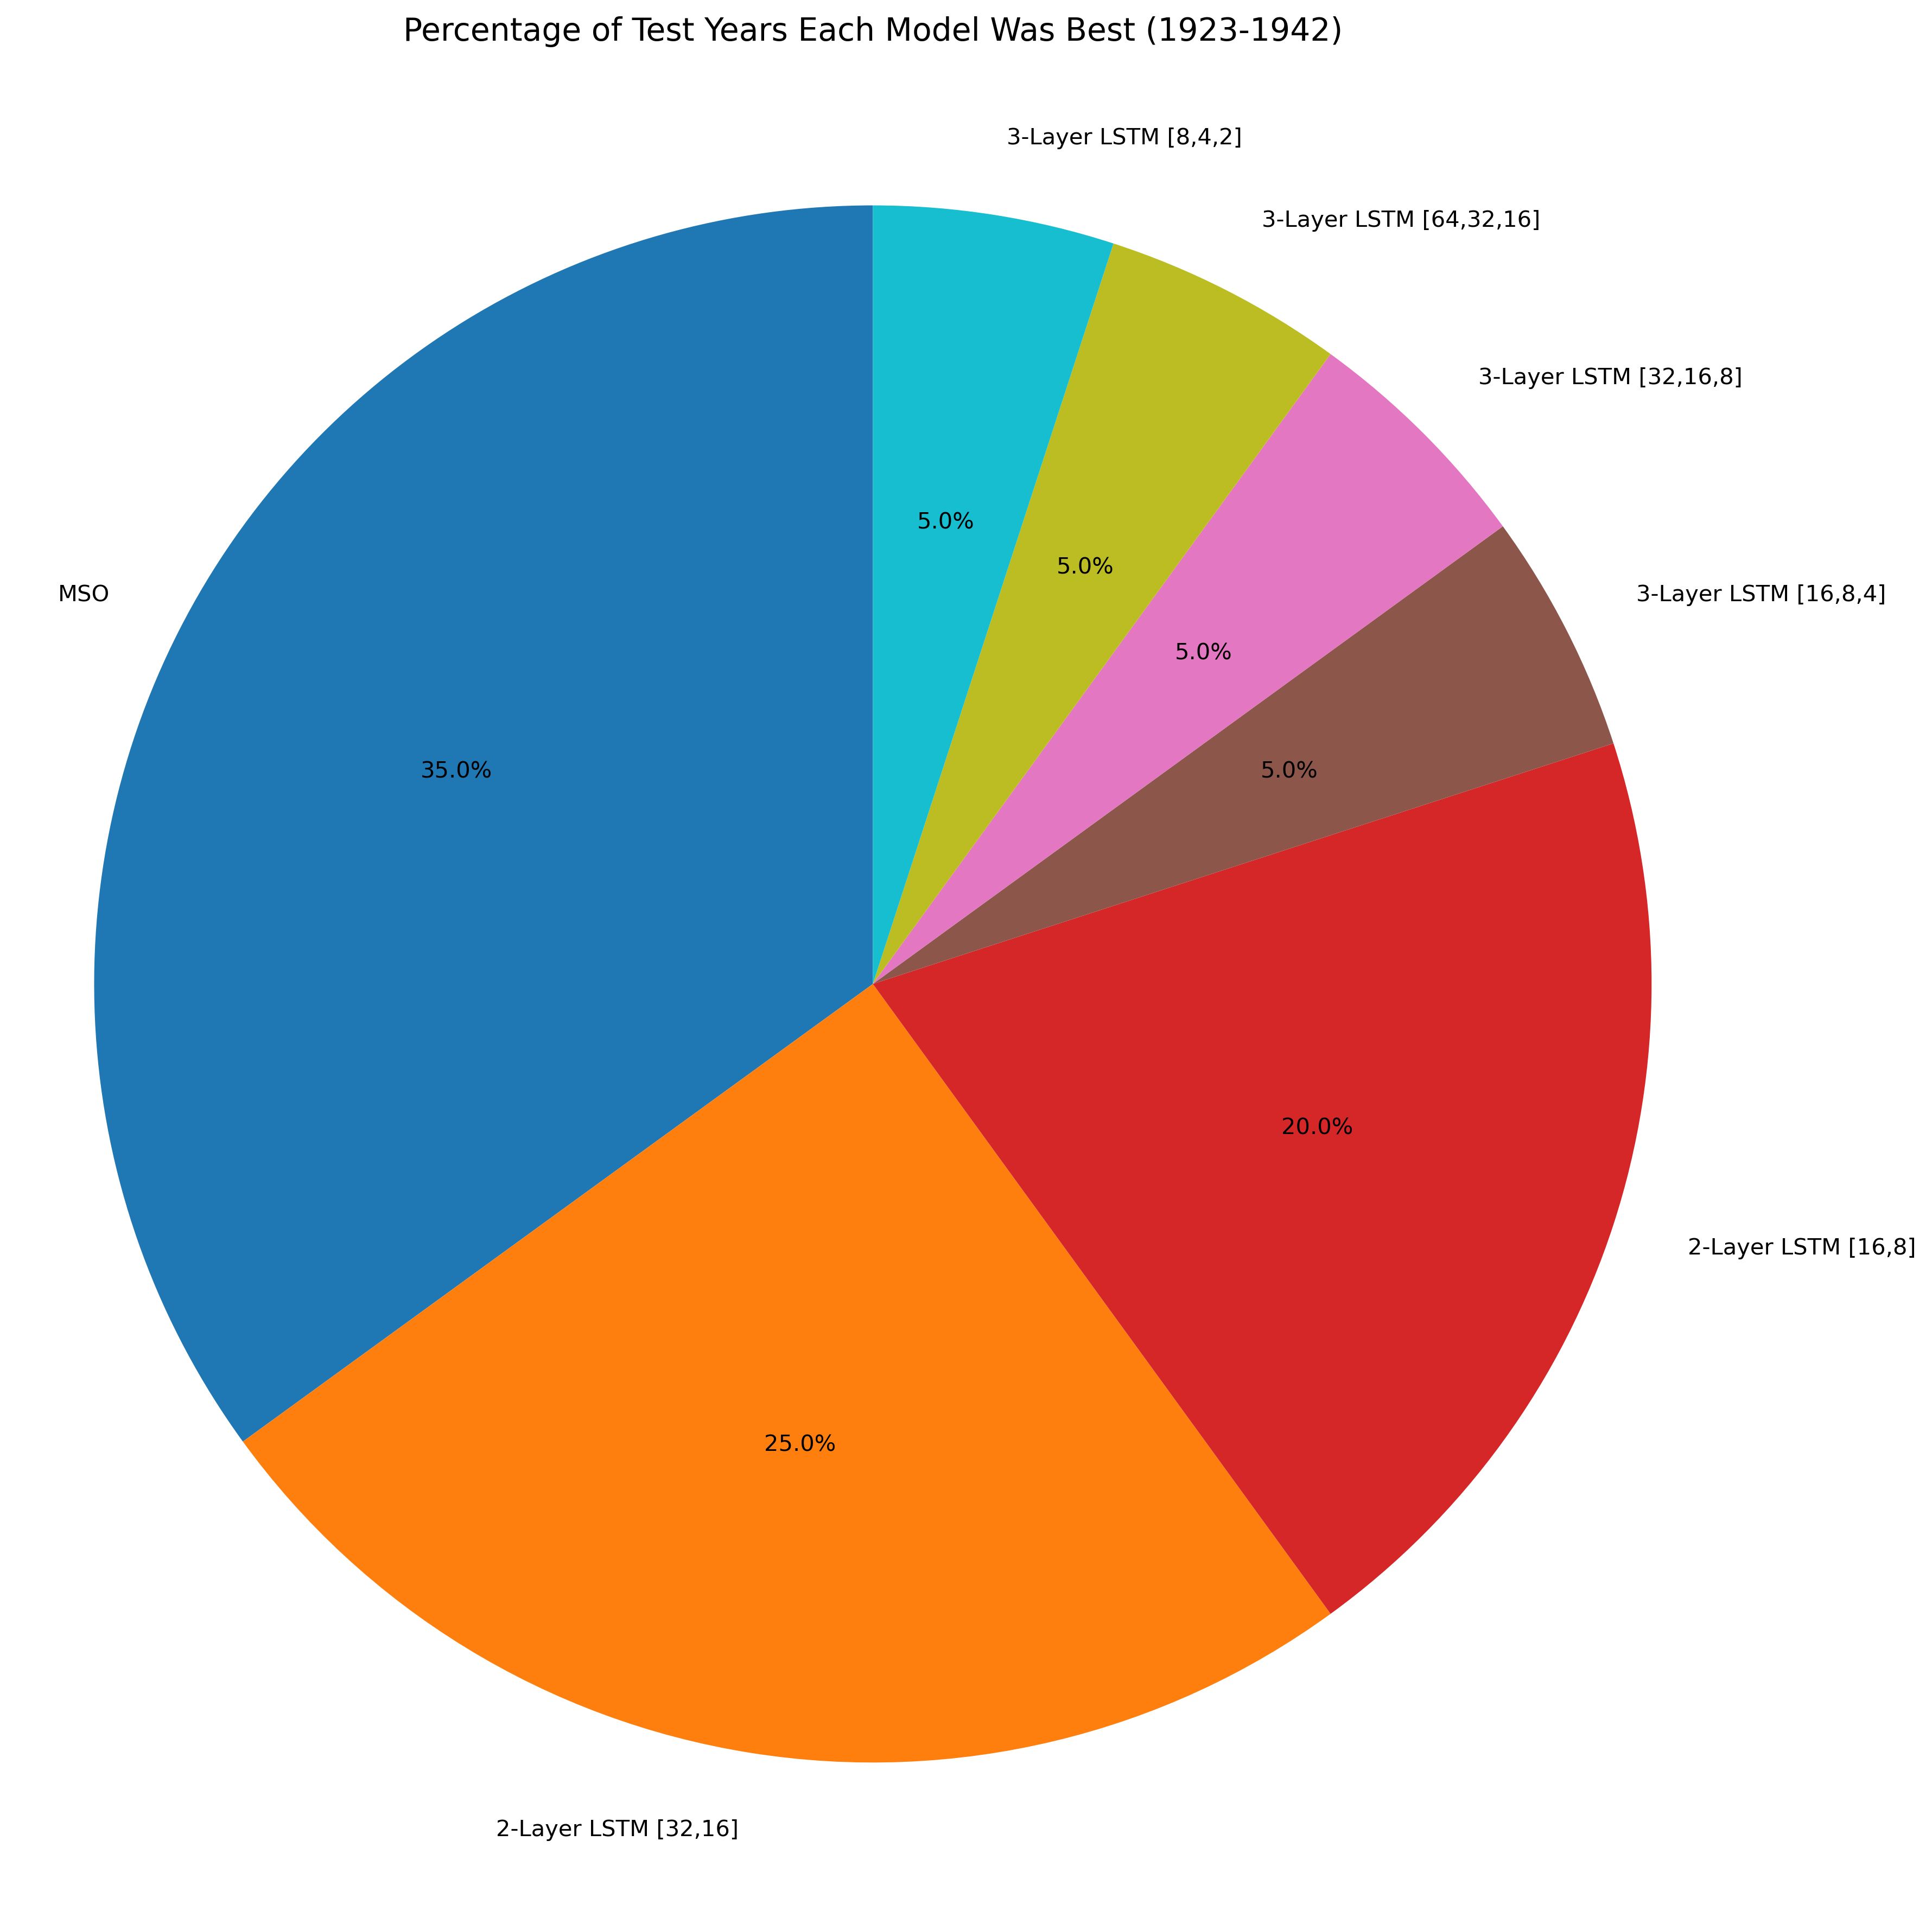 Percentage of Test Years Each Model Was Best (1923-1942)
3-Layer LSTM [8,4,2]
3-Layer LSTM [64,32,16]
3-Layer LSTM [32,16,8]
3-Layer LSTM [16,8,4]
MSO
5.0%
5.0%
5.0%
5.0%
35.0%
20.0%
2-Layer LSTM [16,8]
25.0%
2-Layer LSTM [32,16]